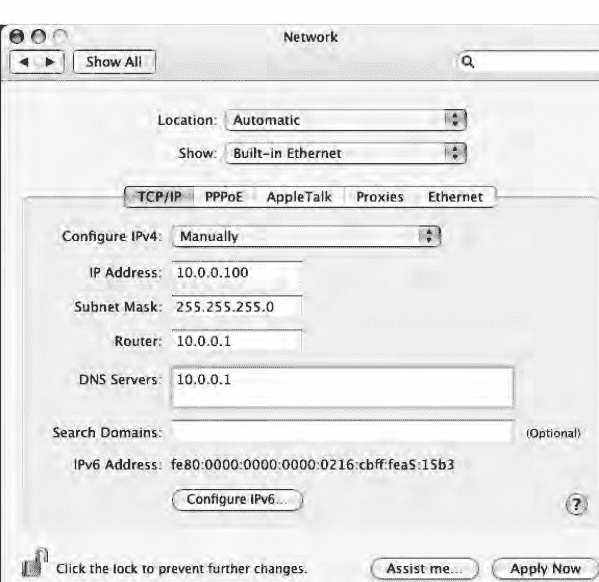 Network
Show All
Location: Automatic
Show: Built-in Ethernet
TCP/IP PPPoE AppleTalk Proxies Ethernet
Configure IPv4: Manually
IP Address: 10.0.0.100
Subnet Mask: 255.255.255.0
Router: 10.0.0.1
DNS Servers: 10.0.0.1
Search Domains: (Optional)
IPv6 Address: fe80:0000:0000:0000:0216:cbff:fea5:15b3
Configure IPv6...
?
Click the lock to prevent further changes. Assist me... Apply Now